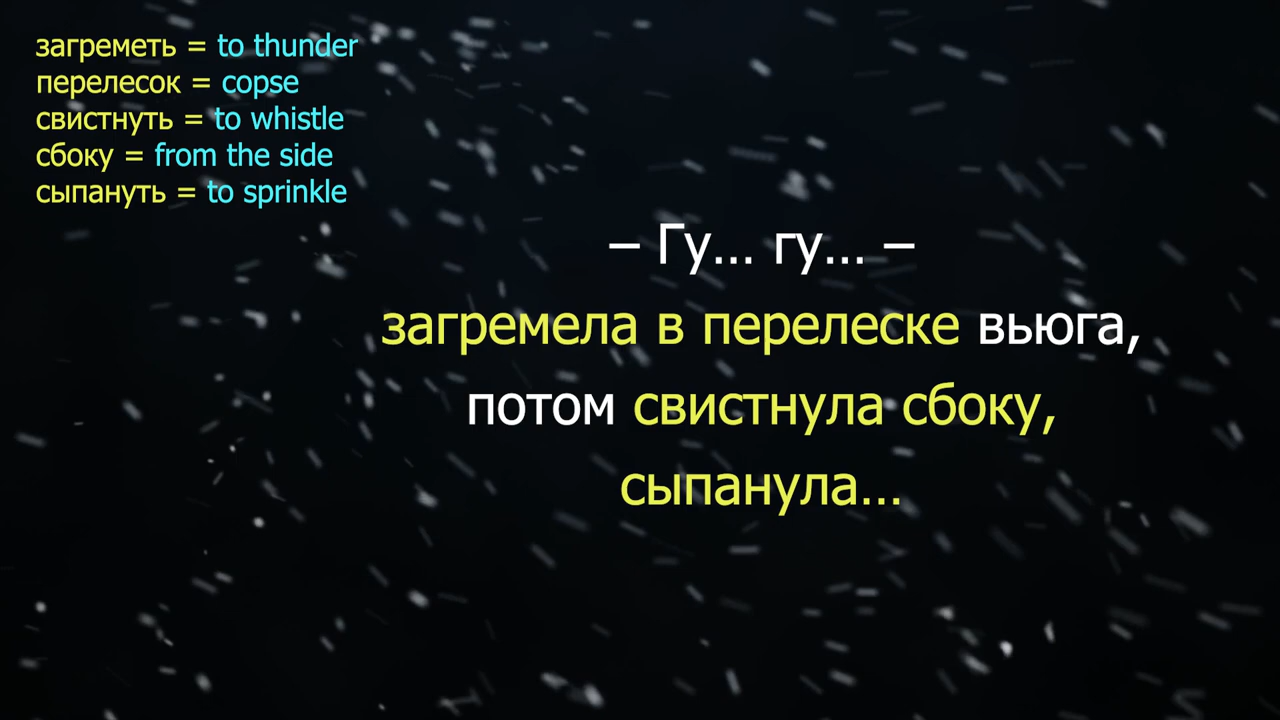 загреметь = to thunder
перелесок = copse
свистнуть = to whistle
сбоку = from the side
сыпануть = to sprinkle
– Гу... гу... –
загремела в перелеске вьюга,
потом свистнула сбоку,
сыпанула...